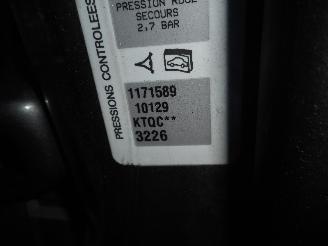 PRESSION ROUE
SECOURS
2,7 BAR
PRESSIONS CONTROLEES
1171589
10129
KTQC**
3226